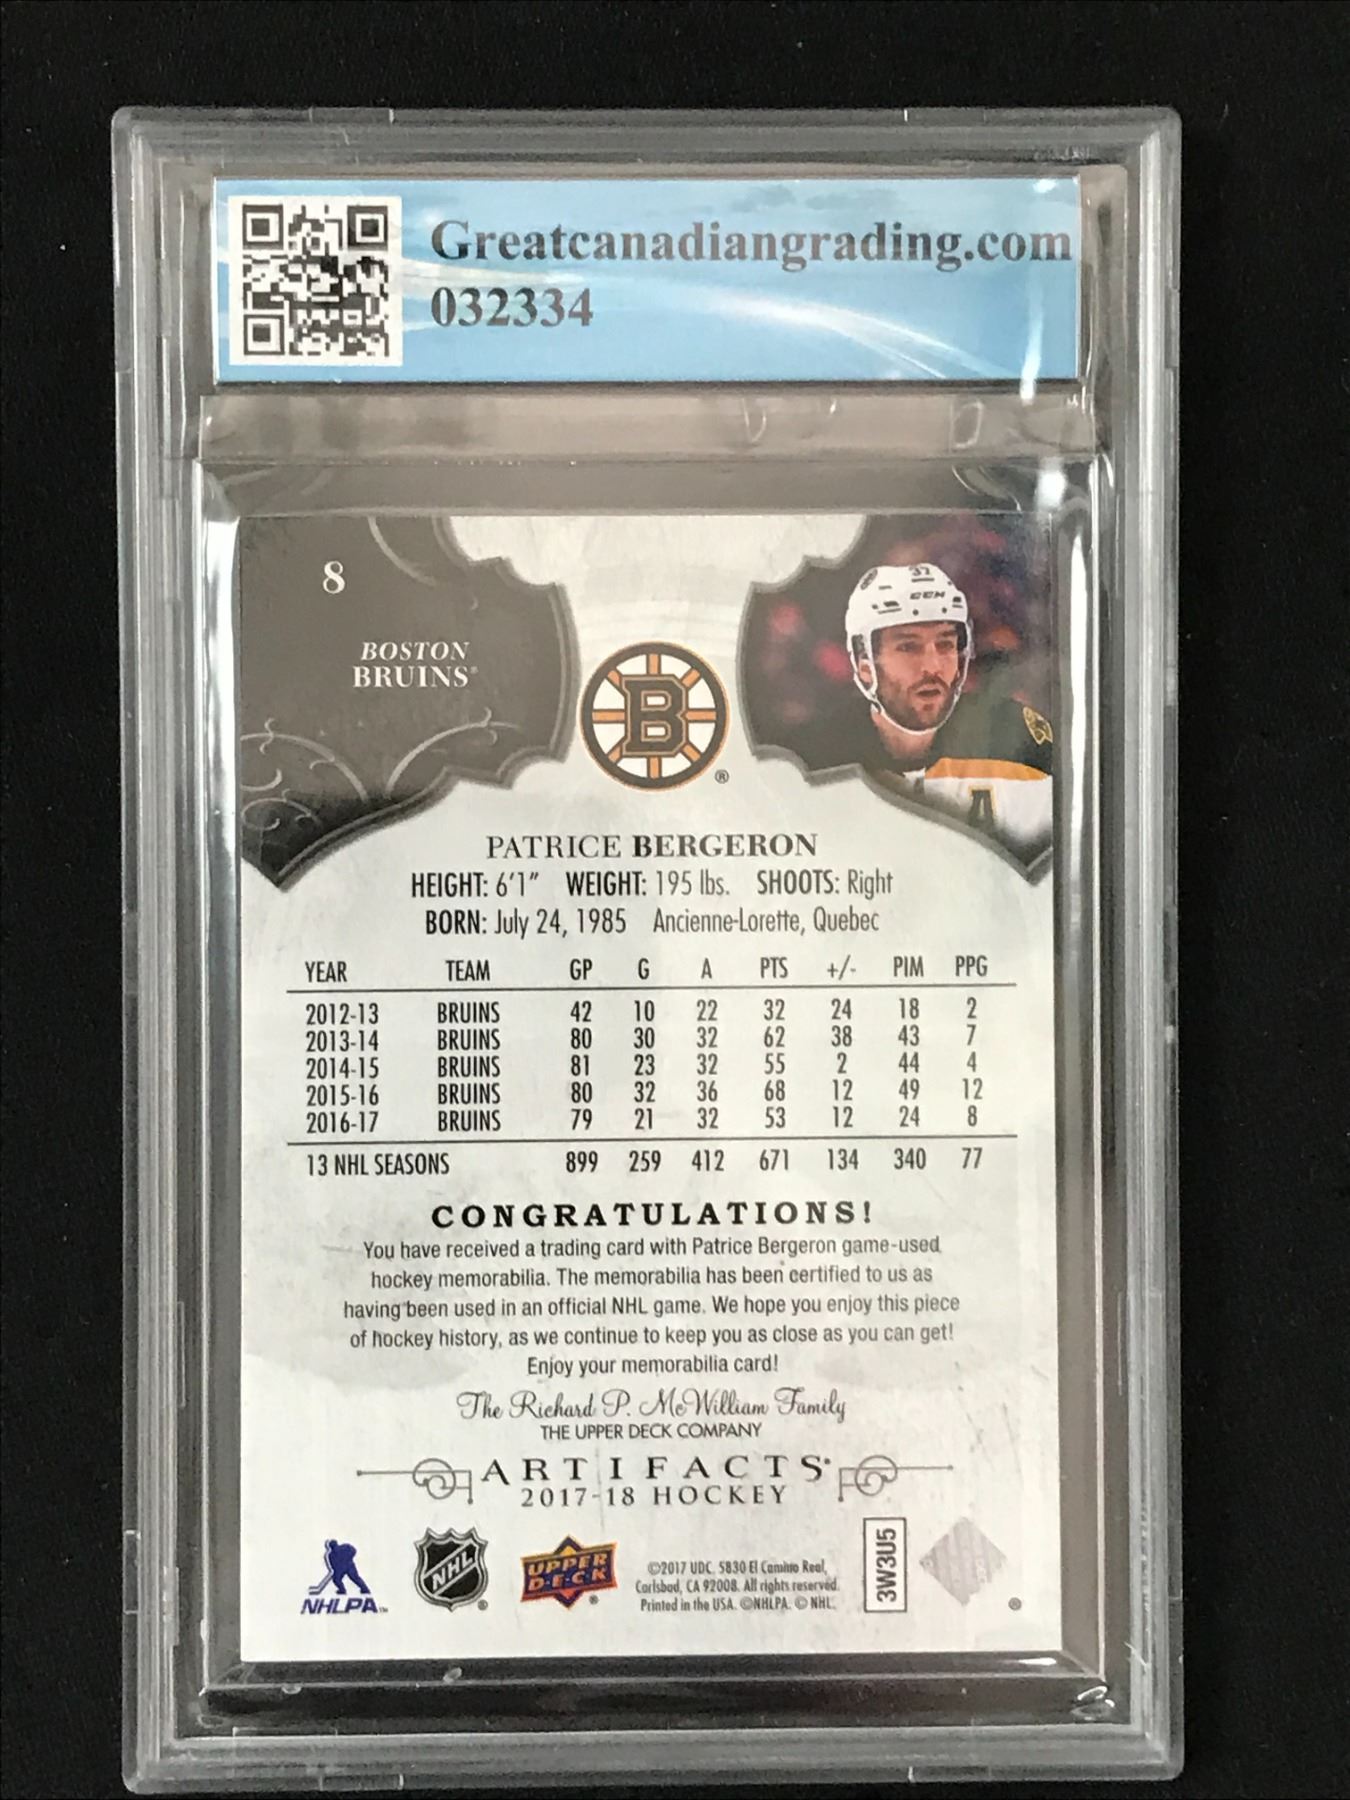 Greatcanadiangrading.com
032334
8
BOSTON
BRUINS
37
CCM
B
®
A
PATRICE BERGERON
HEIGHT: 6'1" WEIGHT: 195 lbs. SHOOTS: Right
BORN: July 24, 1985 Ancienne-Lorette, Quebec
YEAR TEAM GP G A PTS +/- PIM PPG
2012-13 BRUINS 42 10 22 32 24 18 2
2013-14 BRUINS 80 30 32 62 38 43 7
2014-15 BRUINS 81 23 32 55 2 44 4
2015-16 BRUINS 80 32 36 68 12 49 12
2016-17 BRUINS 79 21 32 53 12 24 8
13 NHL SEASONS 899 259 412 671 134 340 77
CONGRATULATIONS!
You have received a trading card with Patrice Bergeron game-used
hockey memorabilia. The memorabilia has been certified to us as
having been used in an official NHL game. We hope you enjoy this piece
of hockey history, as we continue to keep you as close as you can get!
Enjoy your memorabilia card!
The Richard P. McWilliam Family
THE UPPER DECK COMPANY
ARTIFACTS
2017-18 HOCKEY
NHLPA™
NHL ®
UPPER DECK ®
©2017 UDC. 5830 El Camino Real,
Carlsbad, CA 92008. All rights reserved.
Printed in the USA. ©NHLPA. © NHL.
3W3U5
®